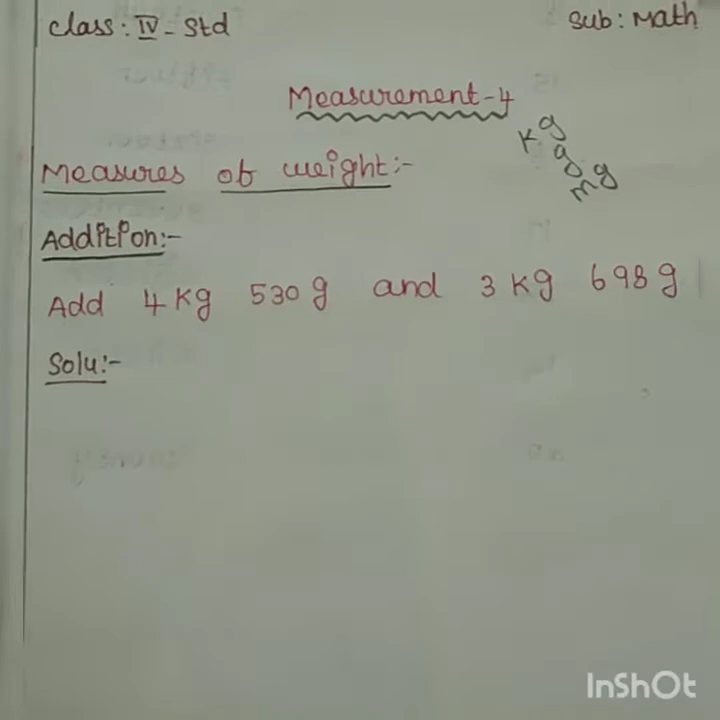 Class: IV - Std
Sub: Math
Measurement-4
Kg
g
mg
Measures of weight:-
Addition:-
Add 4 Kg 530 g and 3 Kg 698 g
Solu:-
InShOt